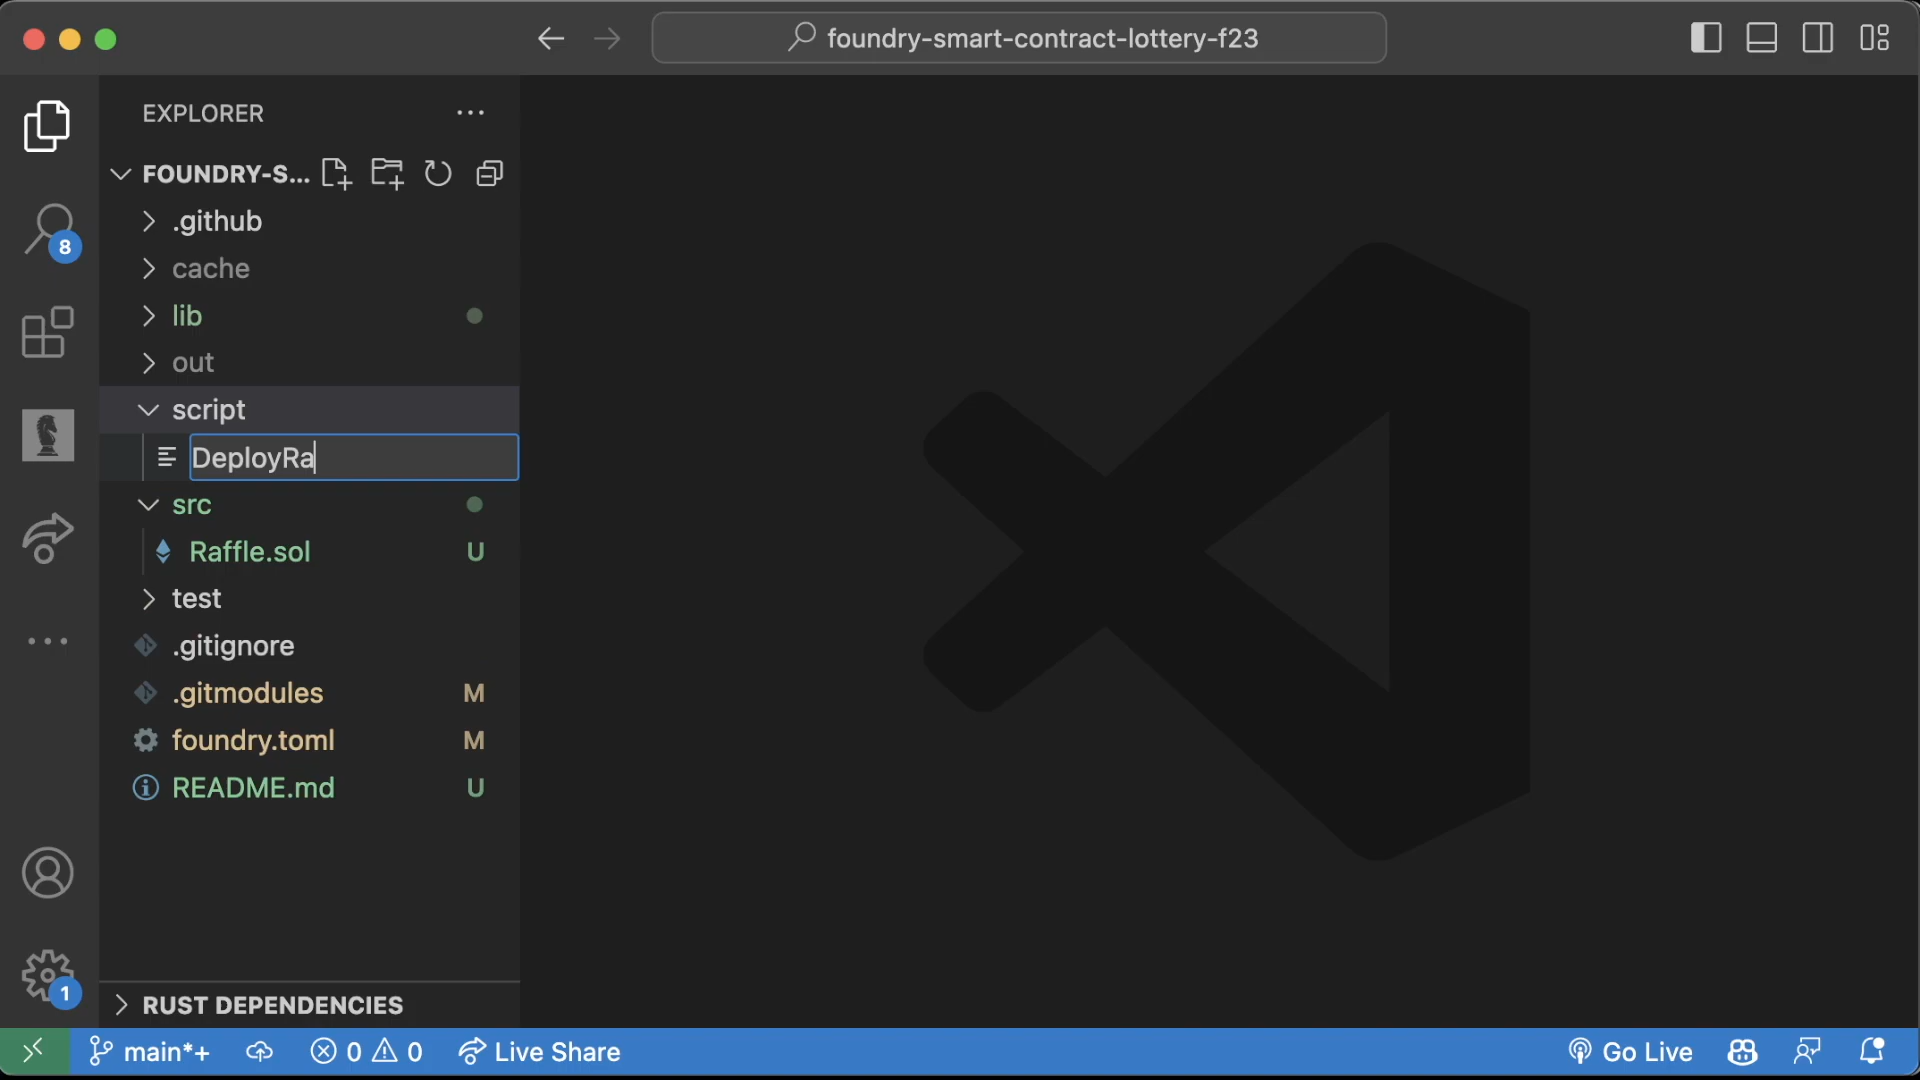 foundry-smart-contract-lottery-f23
EXPLORER
FOUNDRY-S...
.github
cache
lib
out
script
DeployRa
src
Raffle.sol U
test
.gitignore
.gitmodules M
foundry.toml M
README.md U
8
1
RUST DEPENDENCIES
main*+ 0 0 Live Share Go Live